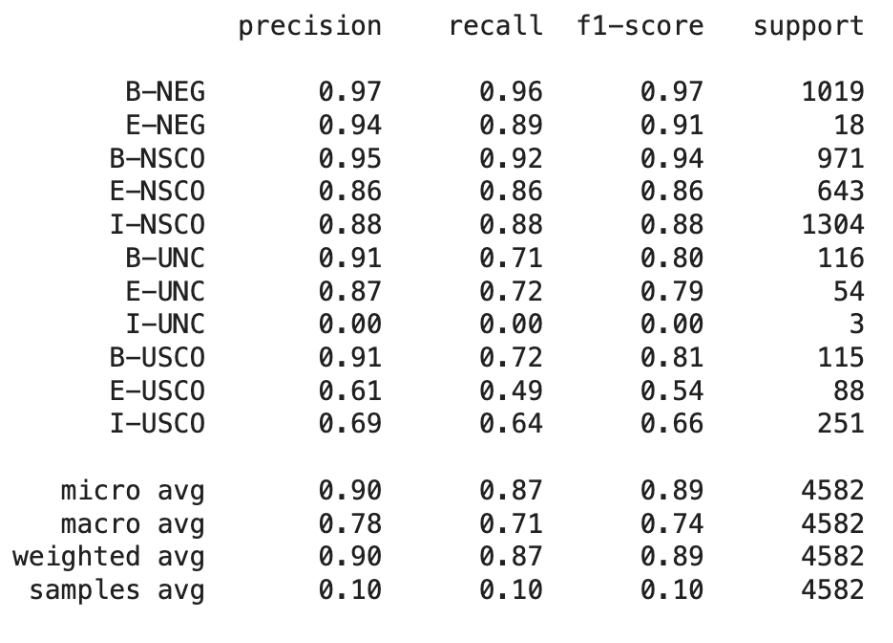 precision recall f1-score support
B-NEG 0.97 0.96 0.97 1019
E-NEG 0.94 0.89 0.91 18
B-NSCO 0.95 0.92 0.94 971
E-NSCO 0.86 0.86 0.86 643
I-NSCO 0.88 0.88 0.88 1304
B-UNC 0.91 0.71 0.80 116
E-UNC 0.87 0.72 0.79 54
I-UNC 0.00 0.00 0.00 3
B-USCO 0.91 0.72 0.81 115
E-USCO 0.61 0.49 0.54 88
I-USCO 0.69 0.64 0.66 251
micro avg 0.90 0.87 0.89 4582
macro avg 0.78 0.71 0.74 4582
weighted avg 0.90 0.87 0.89 4582
samples avg 0.10 0.10 0.10 4582